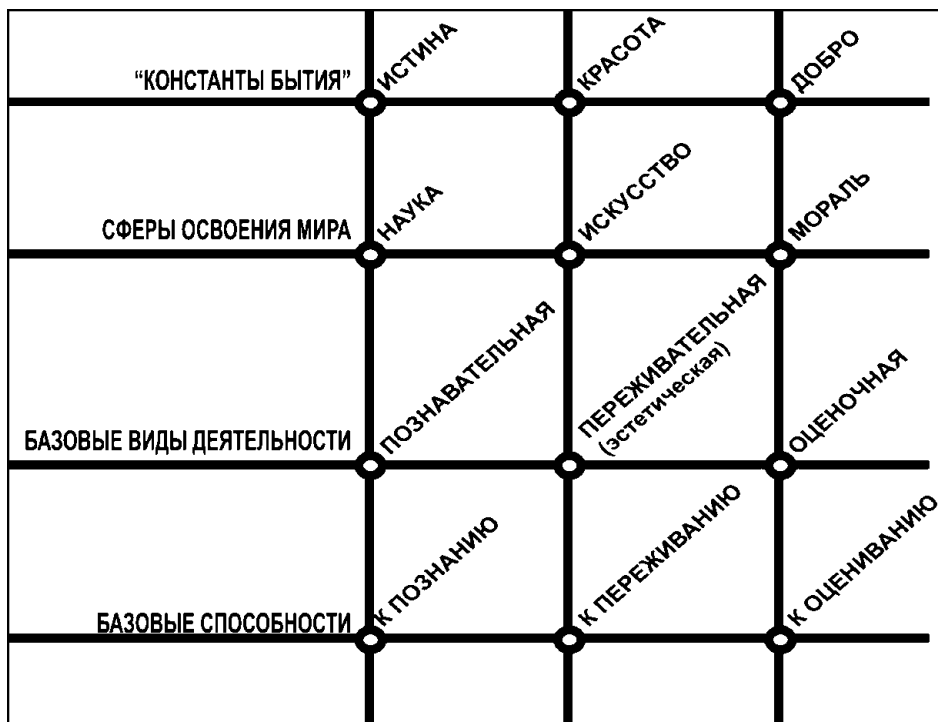 “КОНСТАНТЫ БЫТИЯ”
ИСТИНА
КРАСОТА
ДОБРО
СФЕРЫ ОСВОЕНИЯ МИРА
НАУКА
ИСКУССТВО
МОРАЛЬ
БАЗОВЫЕ ВИДЫ ДЕЯТЕЛЬНОСТИ
ПОЗНАВАТЕЛЬНАЯ
ПЕРЕЖИВАТЕЛЬНАЯ
(эстетическая)
ОЦЕНОЧНАЯ
БАЗОВЫЕ СПОСОБНОСТИ
К ПОЗНАНИЮ
К ПЕРЕЖИВАНИЮ
К ОЦЕНИВАНИЮ